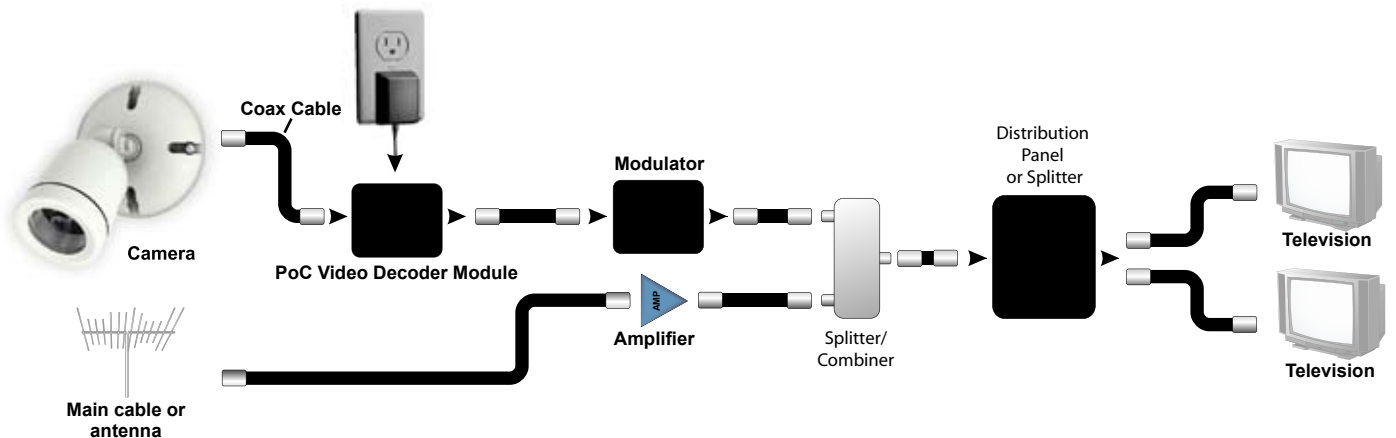 Coax Cable
Camera
PoC Video Decoder Module
Modulator
AMP
Amplifier
Splitter/
Combiner
Distribution
Panel
or Splitter
Television
Television
Main cable or
antenna